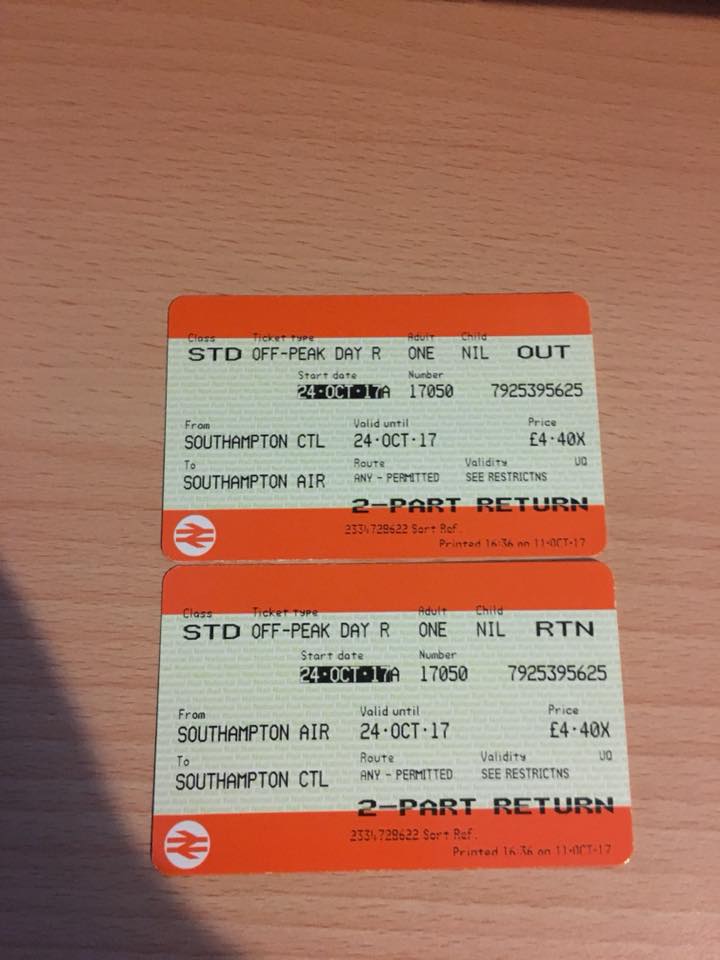 Class Ticket type Adult Child
STD OFF-PEAK DAY R ONE NIL OUT
Start date Number
24·OCT·17A 17050 7925395625
From Valid until Price
SOUTHAMPTON CTL 24·OCT·17 £4·40X
To Route Validity UQ
SOUTHAMPTON AIR ANY - PERMITTED SEE RESTRICTNS
2-PART RETURN
2334728622 Sort Ref.
Printed 16:36 on 11·OCT·17
Class Ticket type Adult Child
STD OFF-PEAK DAY R ONE NIL RTN
Start date Number
24·OCT·17A 17050 7925395625
From Valid until Price
SOUTHAMPTON AIR 24·OCT·17 £4·40X
To Route Validity UQ
SOUTHAMPTON CTL ANY - PERMITTED SEE RESTRICTNS
2-PART RETURN
2334728622 Sort Ref.
Printed 16:36 on 11·OCT·17